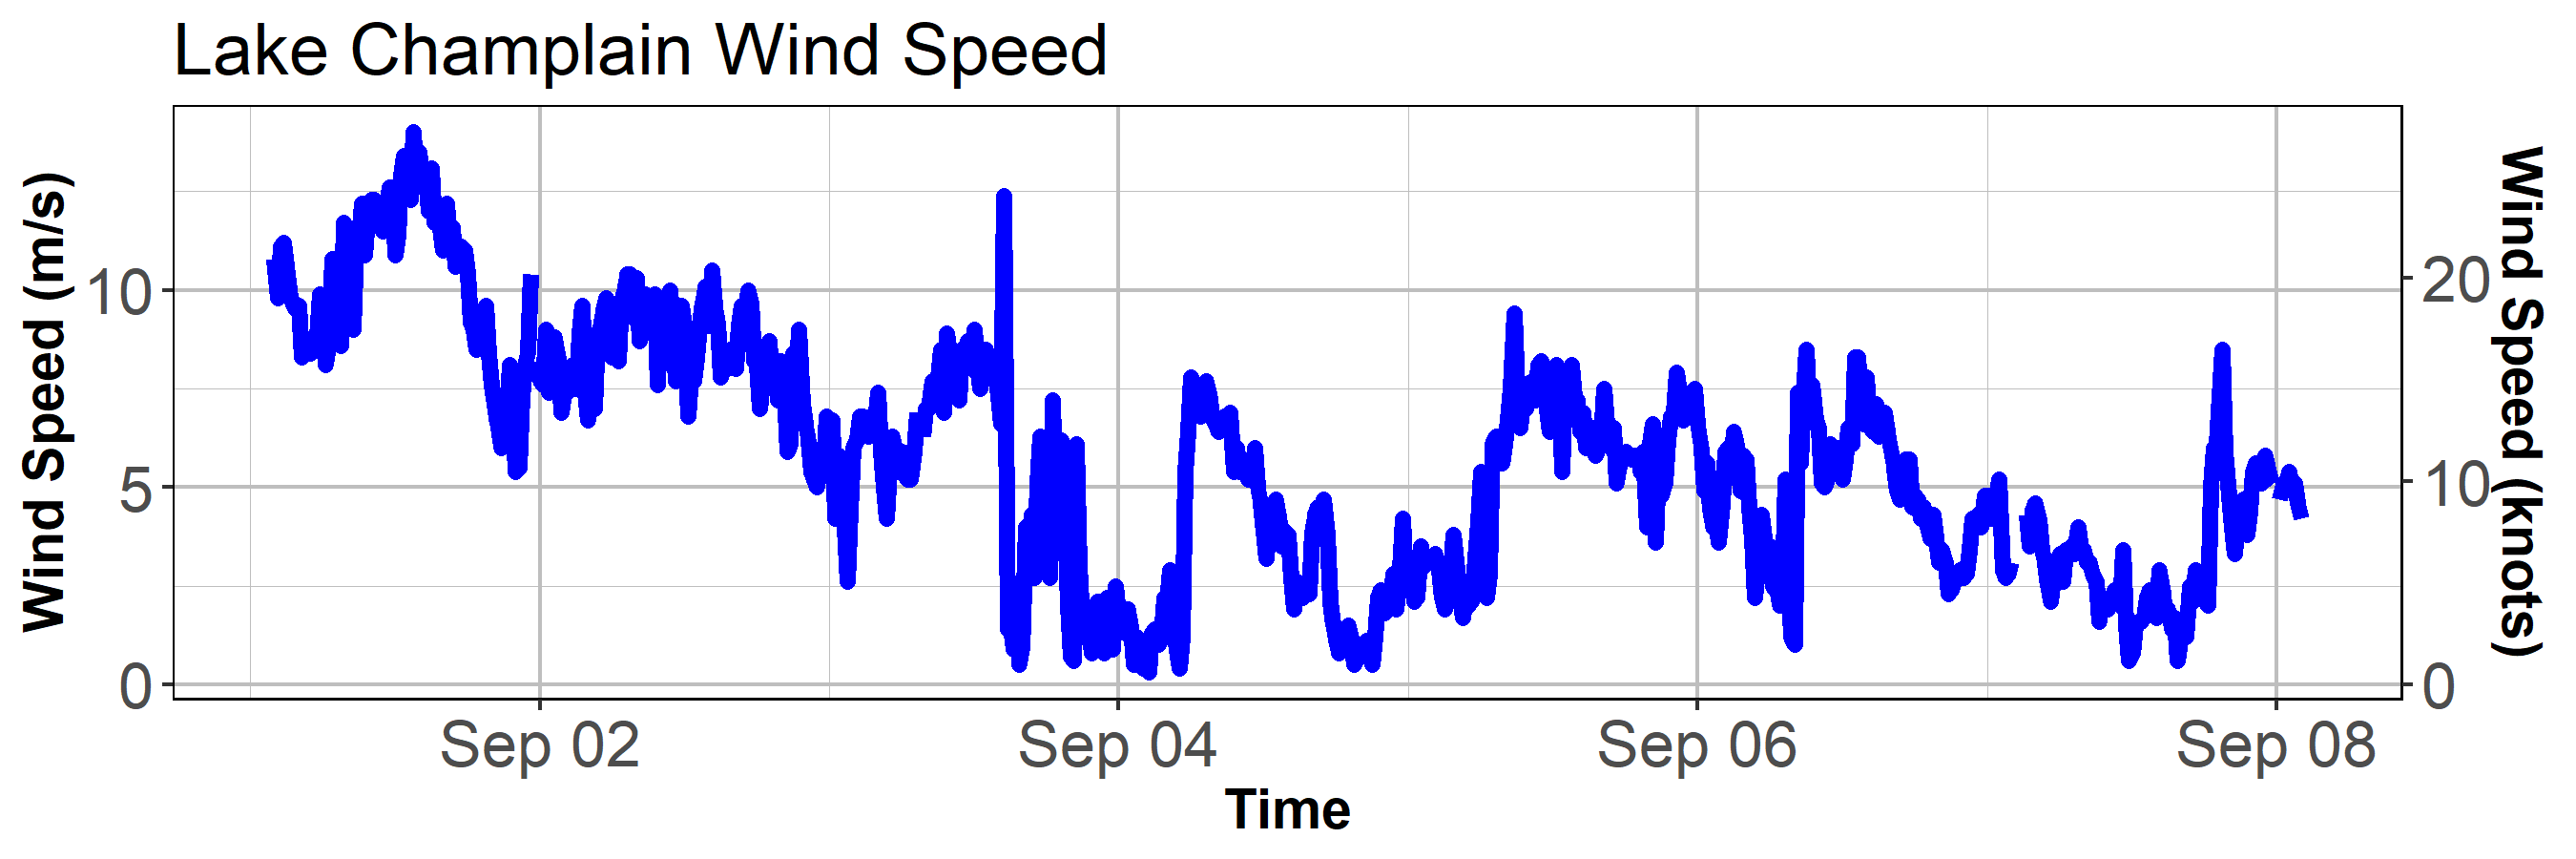 Lake Champlain Wind Speed
Wind Speed (m/s)
10
5
0
20
10
0
Wind Speed (knots)
Sep 02
Sep 04
Sep 06
Sep 08
Time